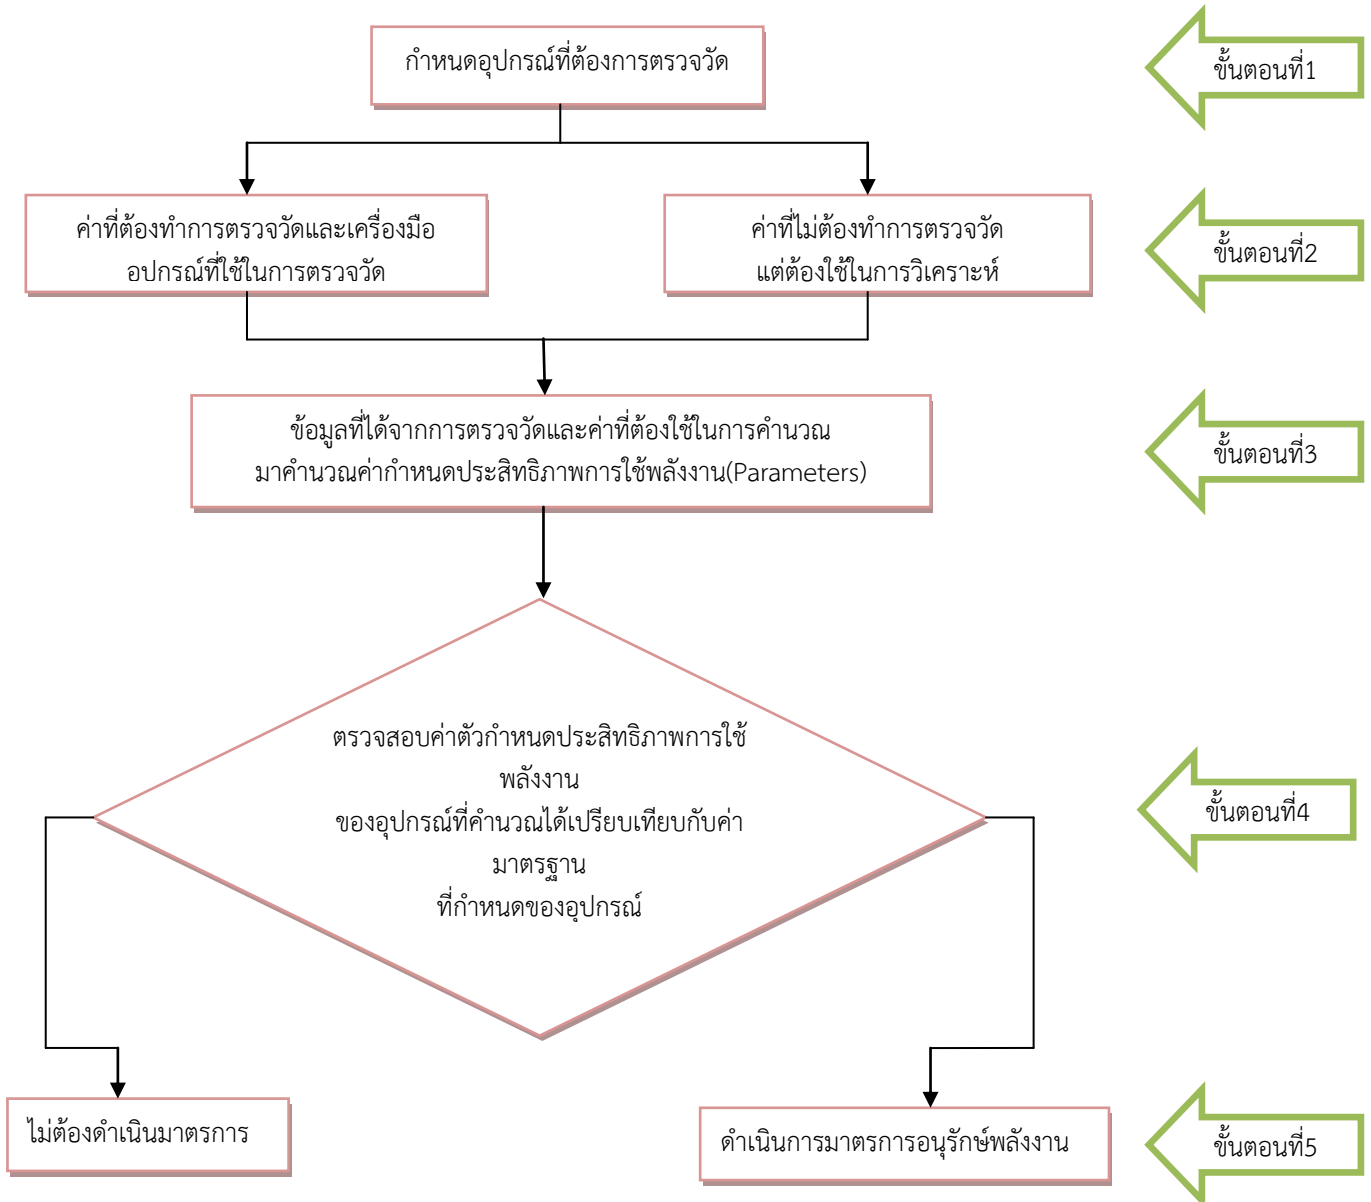 กำหนดอุปกรณ์ที่ต้องการตรวจวัด
ขั้นตอนที่1
ค่าที่ต้องทำการตรวจวัดและเครื่องมือ
อุปกรณ์ที่ใช้ในการตรวจวัด
ค่าที่ไม่ต้องทำการตรวจวัด
แต่ต้องใช้ในการวิเคราะห์
ขั้นตอนที่2
ข้อมูลที่ได้จากการตรวจวัดและค่าที่ต้องใช้ในการคำนวณ
มาคำนวณค่ากำหนดประสิทธิภาพการใช้พลังงาน(Parameters)
ขั้นตอนที่3
ตรวจสอบค่าตัวกำหนดประสิทธิภาพการใช้
พลังงาน
ของอุปกรณ์ที่คำนวณได้เปรียบเทียบกับค่า
มาตรฐาน
ที่กำหนดของอุปกรณ์
ขั้นตอนที่4
ไม่ต้องดำเนินมาตรการ
ดำเนินการมาตรการอนุรักษ์พลังงาน
ขั้นตอนที่5